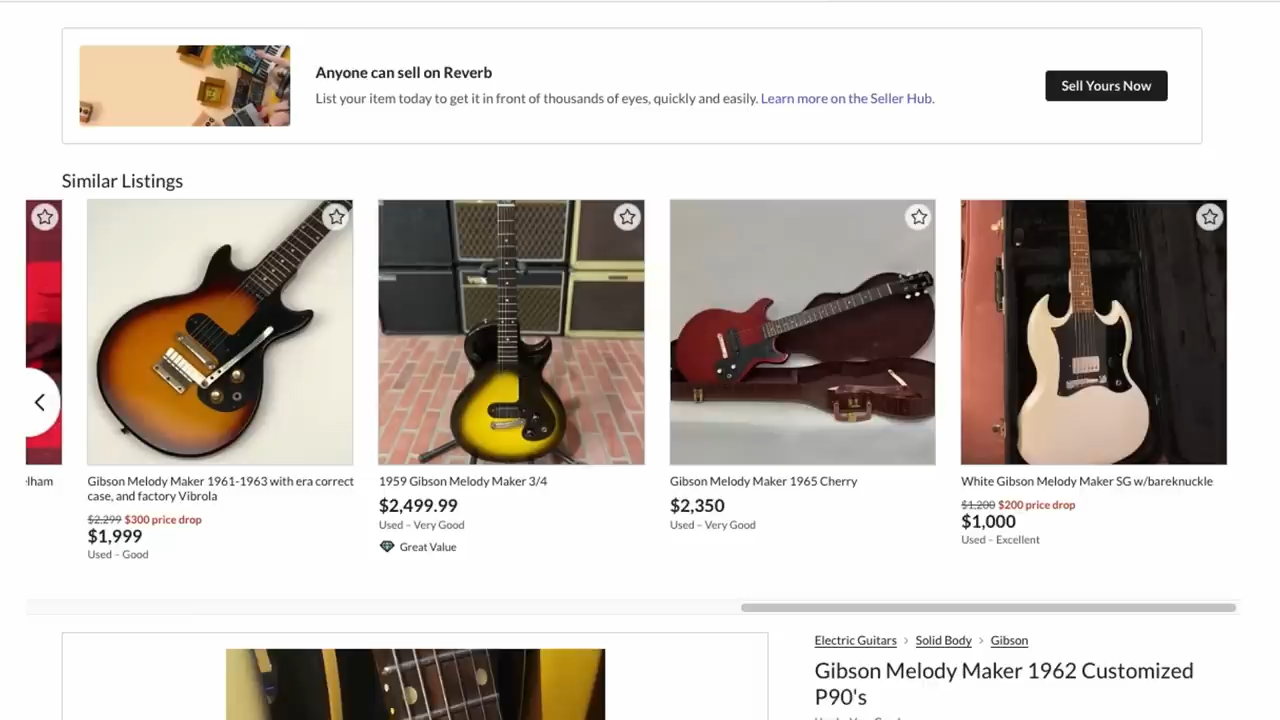 Anyone can sell on Reverb
List your item today to get it in front of thousands of eyes, quickly and easily. Learn more on the Seller Hub.
Sell Yours Now
Similar Listings
lham
Gibson Melody Maker 1961-1963 with era correct
case, and factory Vibrola
$2,299 $300 price drop
$1,999
Used – Good
1959 Gibson Melody Maker 3/4
$2,499.99
Used – Very Good
Great Value
Gibson Melody Maker 1965 Cherry
$2,350
Used – Very Good
White Gibson Melody Maker SG w/bareknuckle
$1,200 $200 price drop
$1,000
Used – Excellent
Electric Guitars > Solid Body > Gibson
Gibson Melody Maker 1962 Customized
P90's